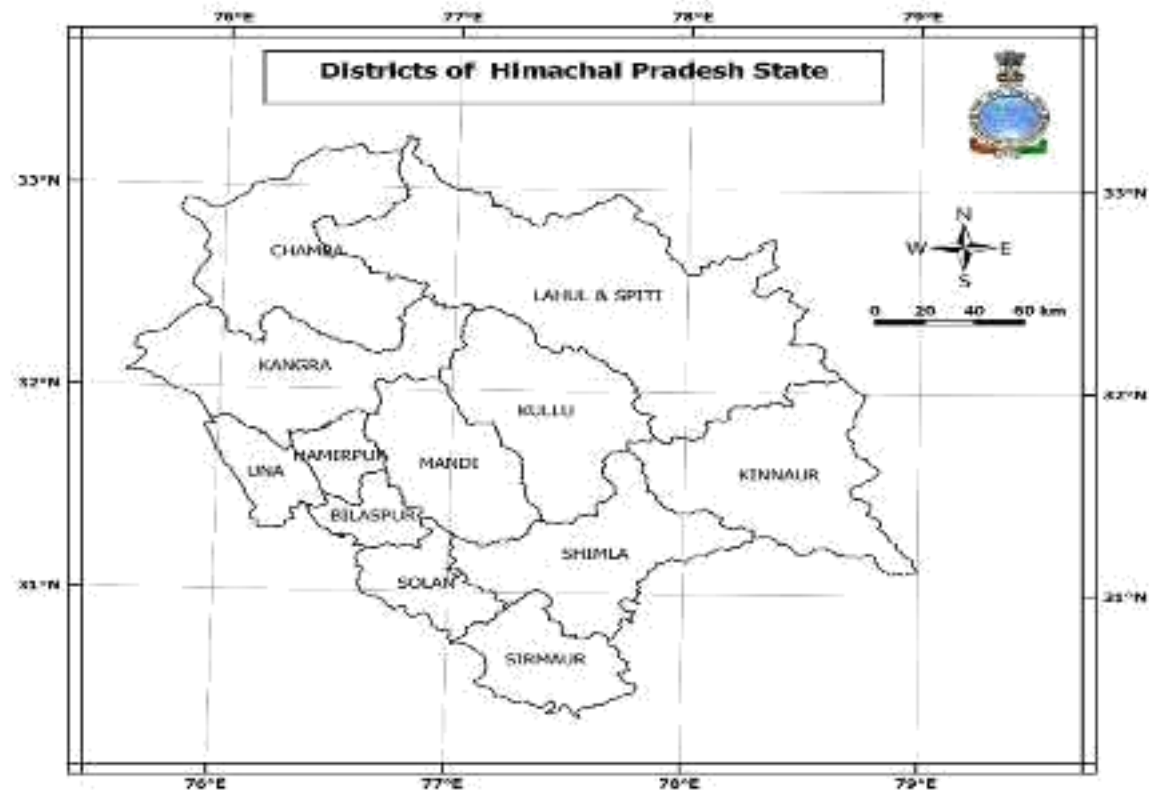 76°E 77°E 78°E 79°E
Districts of Himachal Pradesh State
33°N 33°N
N
W E
S
CHAMBA
LAHUL & SPITI
0 20 40 60 km
KANGRA
32°N 32°N
KULLU
HAMIRPUR
MANDI
UNA
KINNAUR
BILASPUR
SHIMLA
SOLAN
31°N 31°N
SIRMAUR
76°E 77°E 78°E 79°E